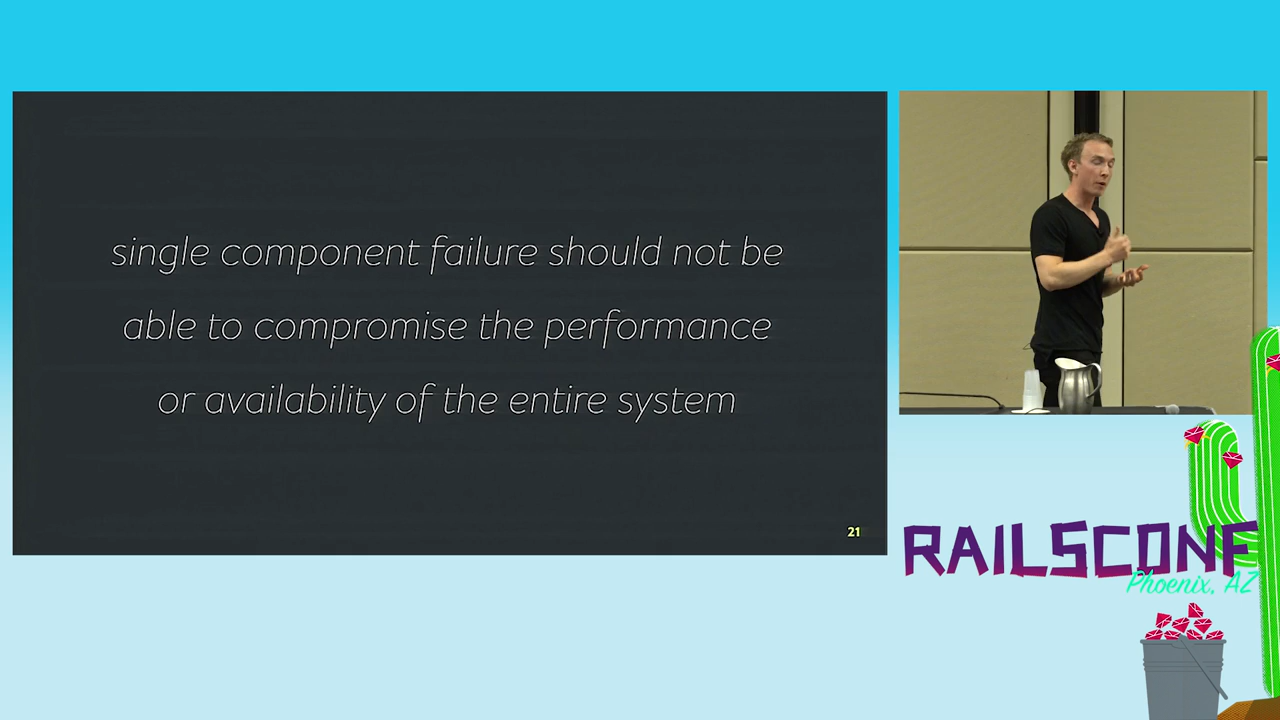 single component failure should not be
able to compromise the performance
or availability of the entire system
21
RAILSCONF
Phoenix, AZ